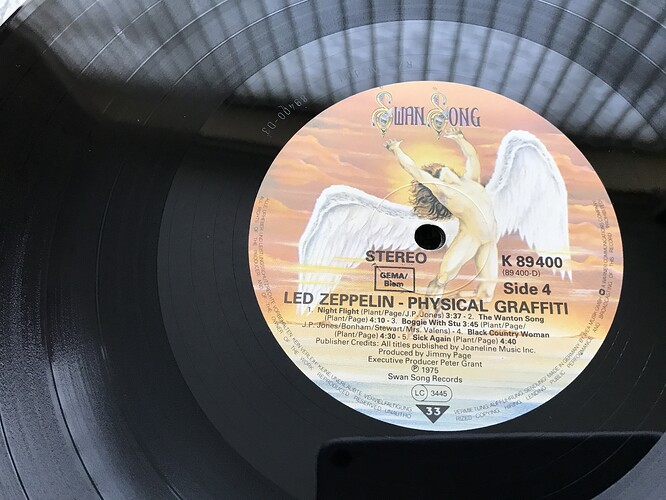 SWAN SONG
STEREO
GEMA/
Biem
K 89 400
(89 400-D)
Side 4
LED ZEPPELIN - PHYSICAL GRAFFITI
1. Night Flight (Plant/Page/J.P. Jones) 3:37 - 2. The Wanton Song
(Plant/Page) 4:10 - 3. Boggie With Stu 3:45 (Plant/Page/
J.P. Jones/Bonham/Stewart/Mrs. Valens) - 4. Black Country Woman
(Plant/Page) 4:30 - 5. Sick Again (Plant/Page) 4:40
Publisher Credits: All titles published by Joaneline Music Inc.
Produced by Jimmy Page
Executive Producer Peter Grant
℗ 1975
Swan Song Records
LC 3445
33